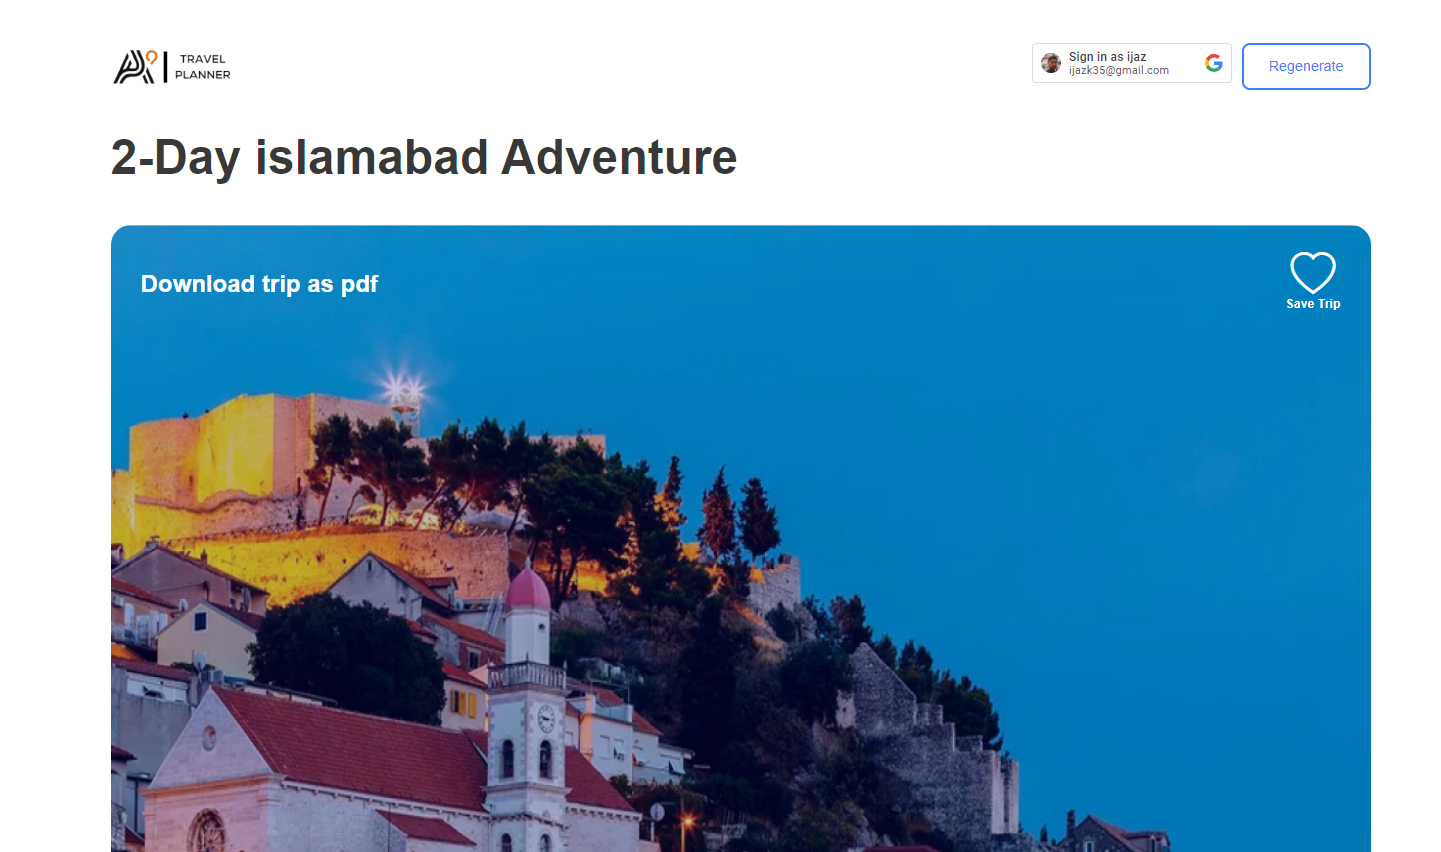 TRAVEL
PLANNER
Sign in as ijaz
ijazk35@gmail.com
Regenerate
2-Day islamabad Adventure
Download trip as pdf
Save Trip